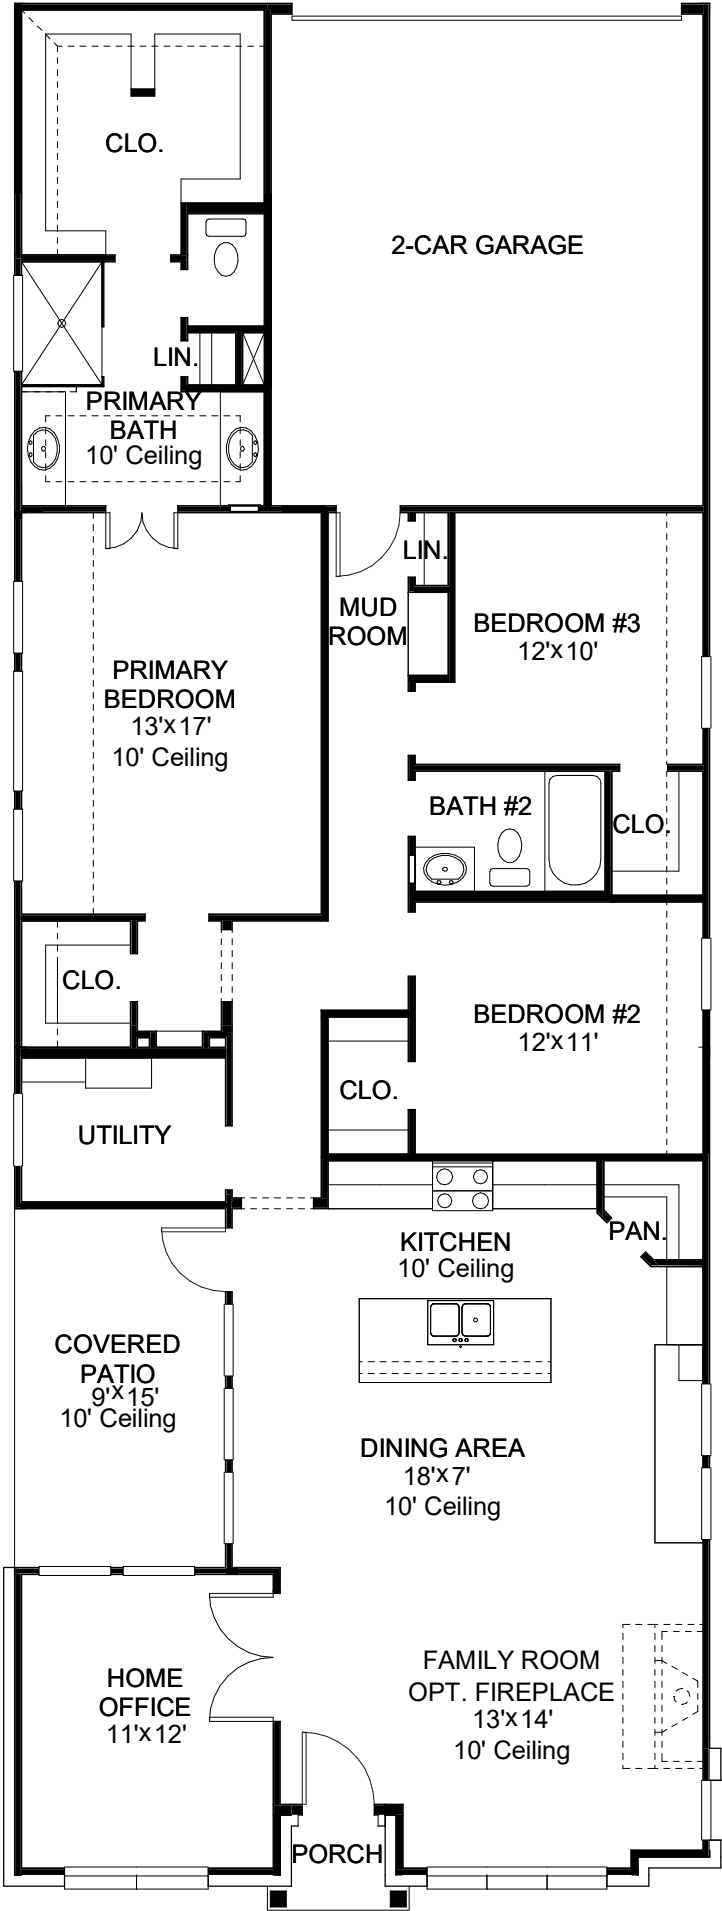 CLO.
2-CAR GARAGE
LIN.
PRIMARY
BATH
10' Ceiling
LIN.
MUD
ROOM
BEDROOM #3
12'x10'
PRIMARY
BEDROOM
13'x17'
10' Ceiling
BATH #2
CLO.
CLO.
BEDROOM #2
12'x11'
CLO.
UTILITY
PAN.
KITCHEN
10' Ceiling
COVERED
PATIO
9'x15'
10' Ceiling
DINING AREA
18'x7'
10' Ceiling
HOME
OFFICE
11'x12'
FAMILY ROOM
OPT. FIREPLACE
13'x14'
10' Ceiling
PORCH